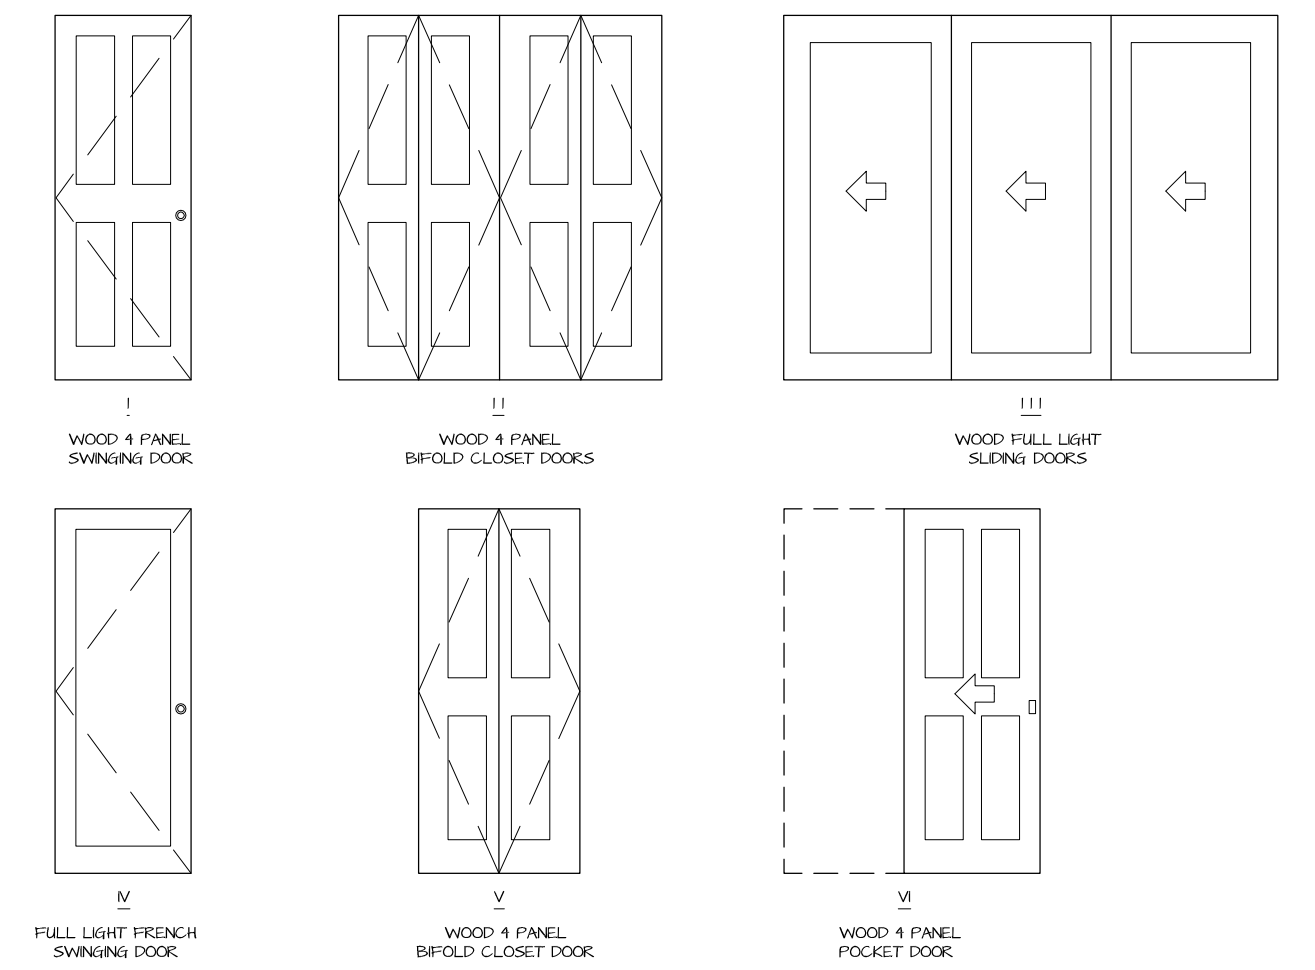 I
WOOD 4 PANEL
SWINGING DOOR
II
WOOD 4 PANEL
BIFOLD CLOSET DOORS
III
WOOD FULL LIGHT
SLIDING DOORS
IV
FULL LIGHT FRENCH
SWINGING DOOR
V
WOOD 4 PANEL
BIFOLD CLOSET DOOR
VI
WOOD 4 PANEL
POCKET DOOR